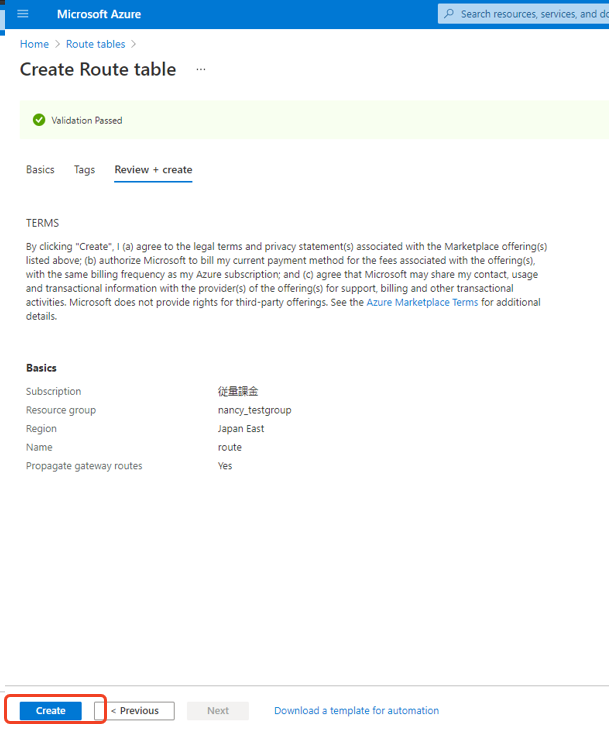 Microsoft Azure
Search resources, services, and do
Home > Route tables >
Create Route table ...
Validation Passed
Basics Tags Review + create
TERMS
By clicking "Create", I (a) agree to the legal terms and privacy statement(s) associated with the Marketplace offering(s)
listed above; (b) authorize Microsoft to bill my current payment method for the fees associated with the offering(s),
with the same billing frequency as my Azure subscription; and (c) agree that Microsoft may share my contact, usage
and transactional information with the provider(s) of the offering(s) for support, billing and other transactional
activities. Microsoft does not provide rights for third-party offerings. See the Azure Marketplace Terms for additional
details.
Basics
Subscription 従量課金
Resource group nancy_testgroup
Region Japan East
Name route
Propagate gateway routes Yes
Create < Previous Next Download a template for automation